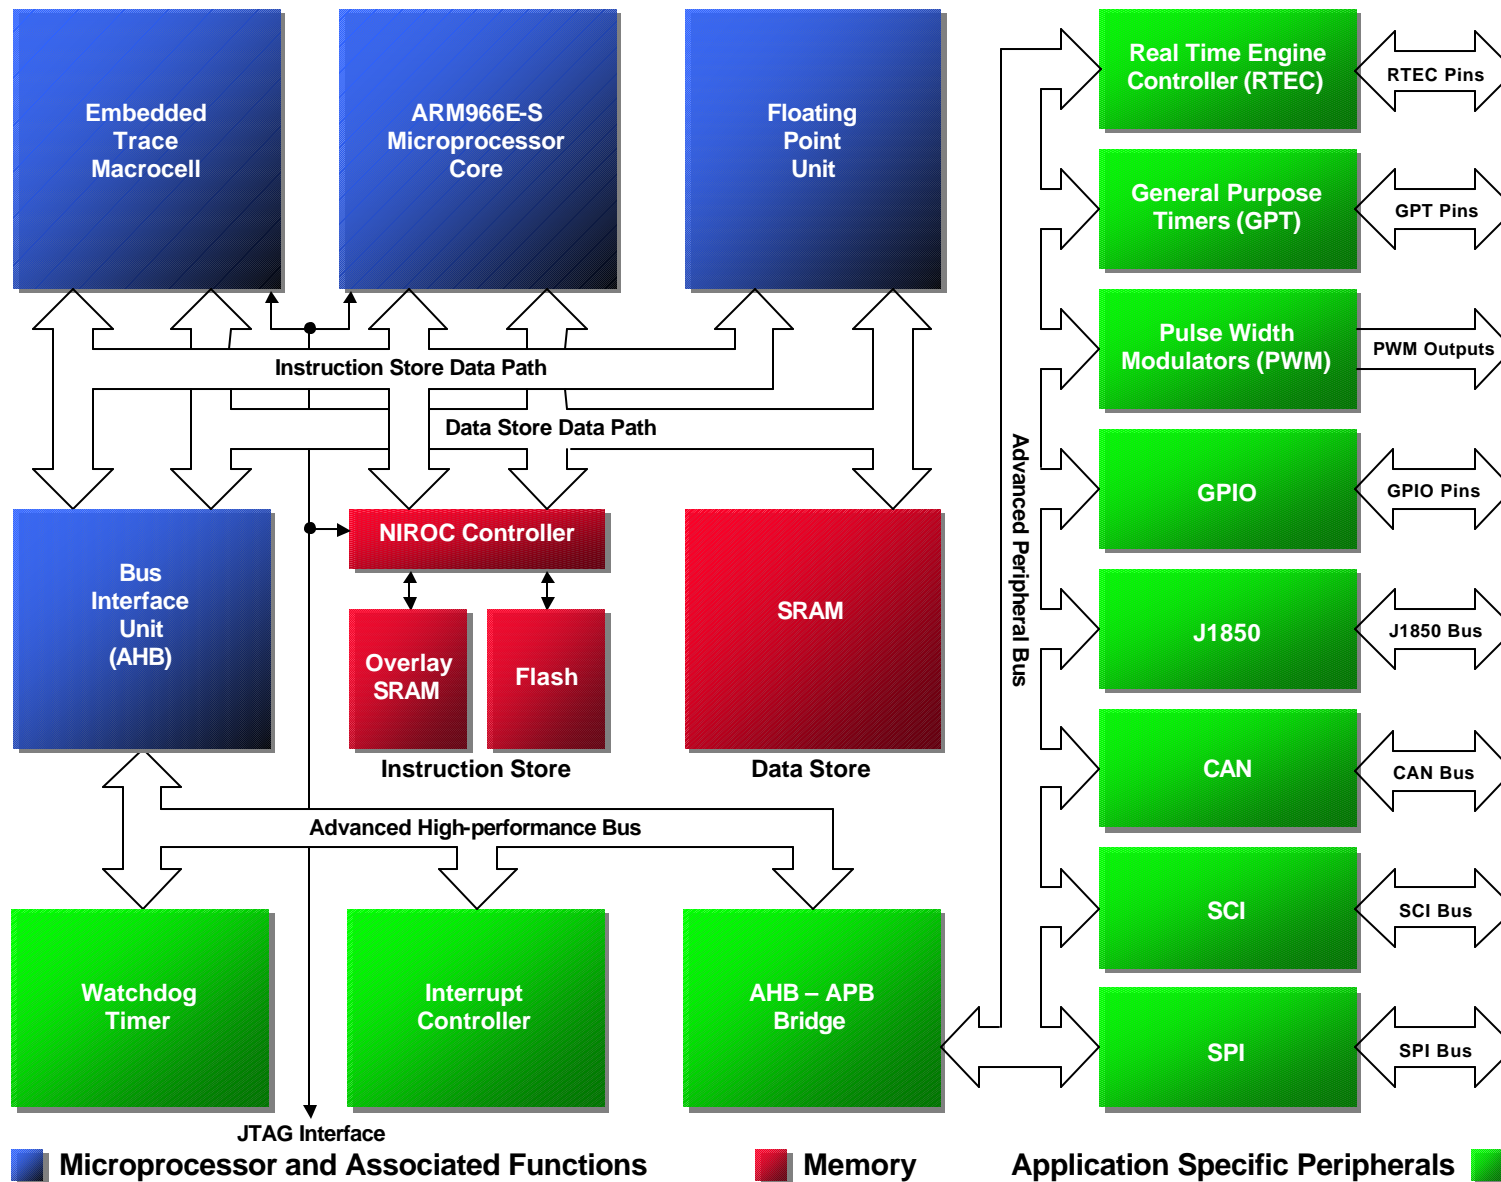 Embedded
Trace
Macrocell
ARM966E-S
Microprocessor
Core
Floating
Point
Unit
Instruction Store Data Path
Data Store Data Path
Bus
Interface
Unit
(AHB)
NIROC Controller
Overlay
SRAM
Flash
Instruction Store
SRAM
Data Store
Advanced High-performance Bus
Watchdog
Timer
Interrupt
Controller
AHB – APB
Bridge
JTAG Interface
Advanced Peripheral Bus
Real Time Engine
Controller (RTEC)
RTEC Pins
General Purpose
Timers (GPT)
GPT Pins
Pulse Width
Modulators (PWM)
PWM Outputs
GPIO
GPIO Pins
J1850
J1850 Bus
CAN
CAN Bus
SCI
SCI Bus
SPI
SPI Bus
Microprocessor and Associated Functions
Memory
Application Specific Peripherals